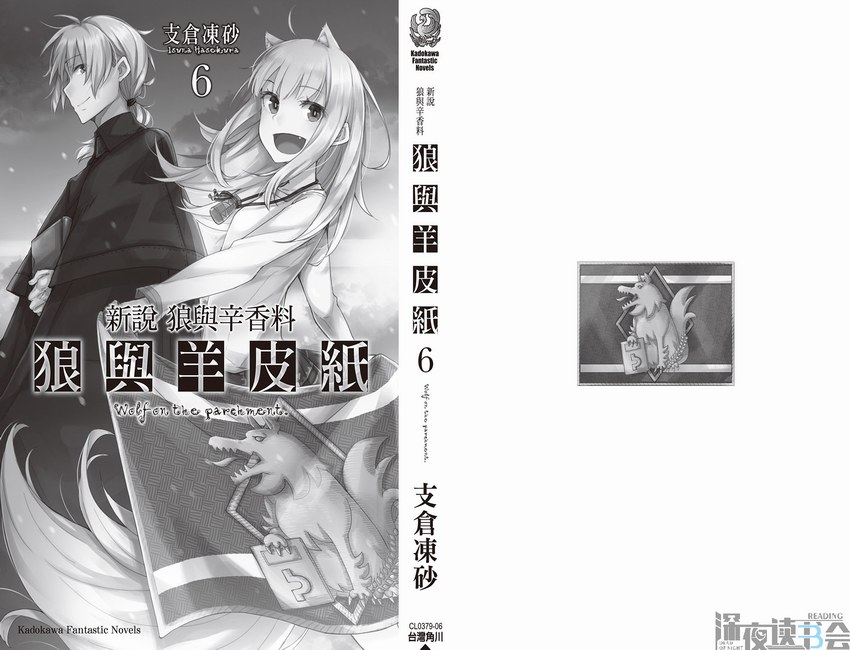 支倉凍砂
Isuna Hasekura
6
新說 狼與辛香料
狼與羊皮紙
Wolf on the parchment.
Kadokawa Fantastic Novels
Kadokawa
Fantastic
Novels
新說
狼與辛香料
狼與羊皮紙
6
Wolf on the parchment.
支倉凍砂
CL0379-06
台灣角川
READING
深夜读书会
DEAD OF NIGHT